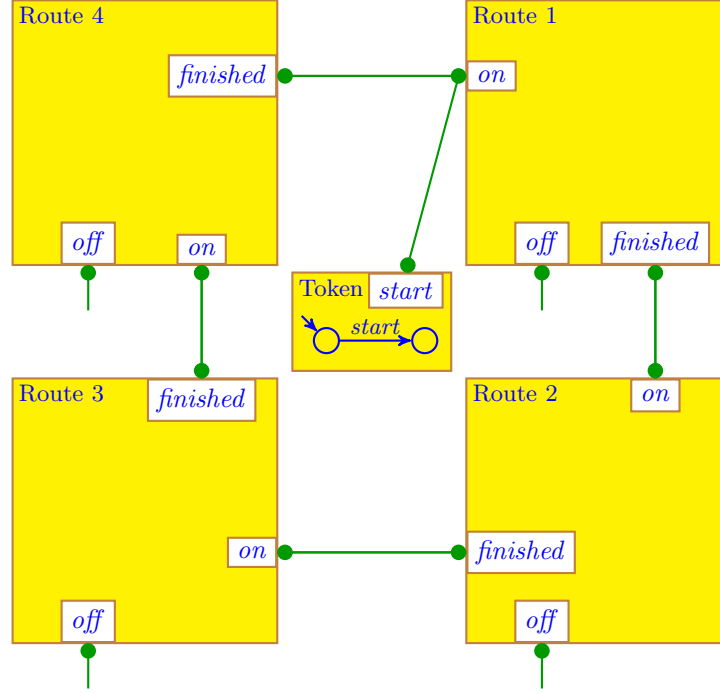 Route 4
finished
off
on
Route 1
on
off
finished
Token
start
start
Route 3
finished
on
off
Route 2
on
finished
off